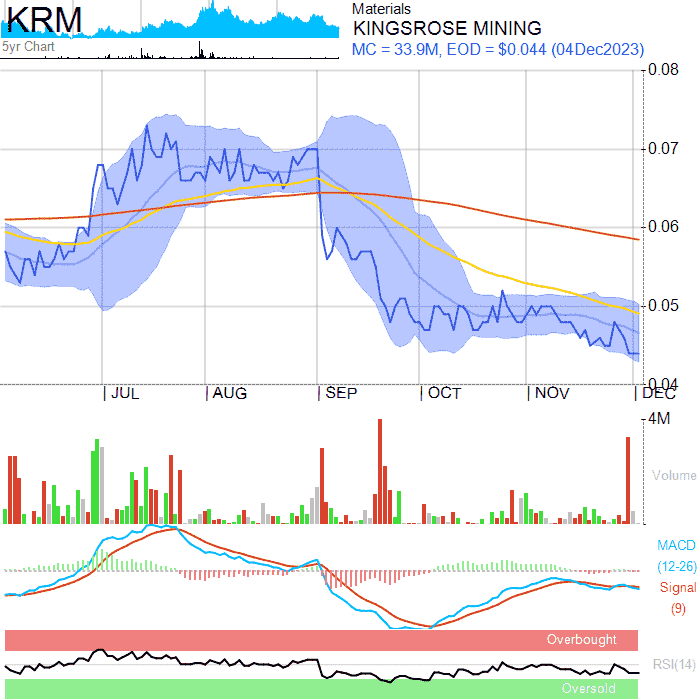 KRM
5yr Chart
Materials
KINGSROSE MINING
MC = 33.9M, EOD = $0.044 (04Dec2023)
0.08
0.07
0.06
0.05
0.04
JUL AUG SEP OCT NOV DEC
4M
Volume
MACD
(12-26)
Signal
(9)
Overbought
RSI(14)
Oversold